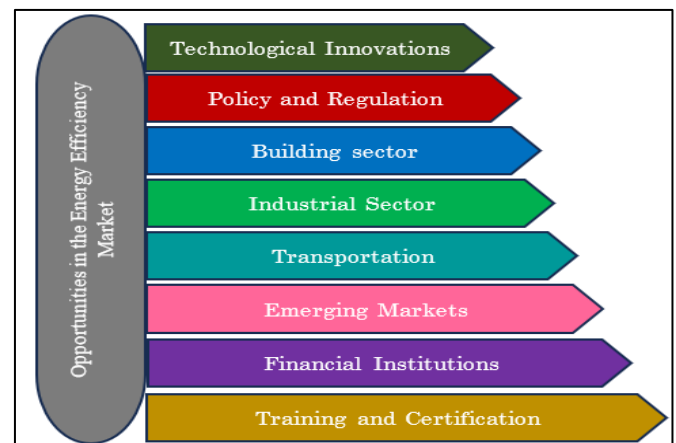 Opportunities in the Energy Efficiency
Market
Technological Innovations
Policy and Regulation
Building sector
Industrial Sector
Transportation
Emerging Markets
Financial Institutions
Training and Certification